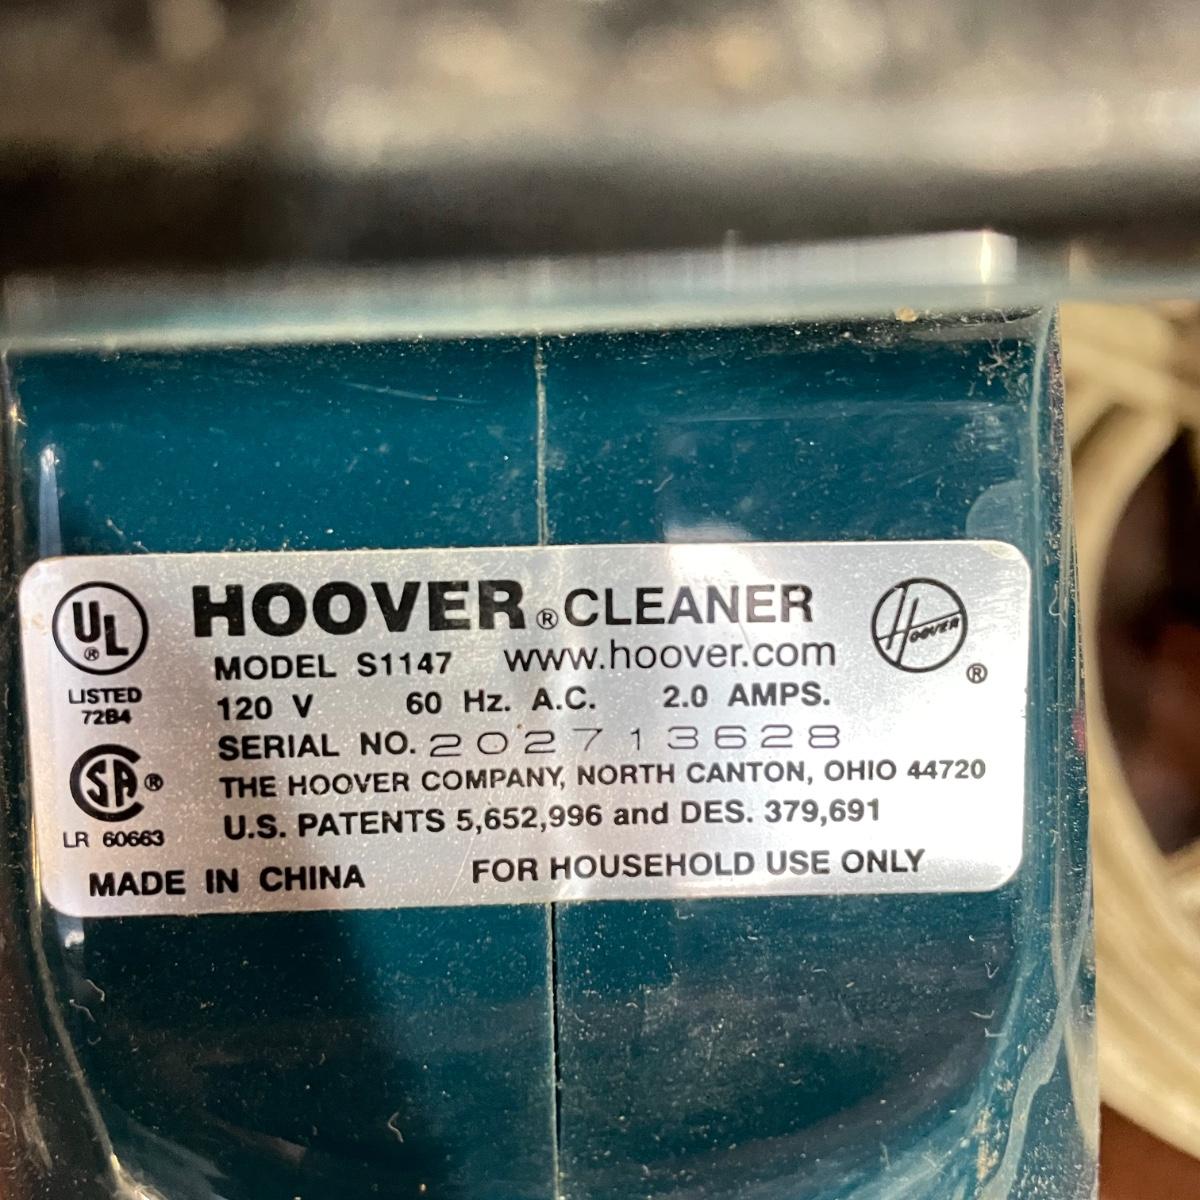 UL
®
LISTED
72B4
HOOVER® CLEANER
Hoover
®
MODEL S1147 www.hoover.com
120 V 60 Hz. A.C. 2.0 AMPS.
SERIAL NO. 202713628
SA ®
LR 60663
THE HOOVER COMPANY, NORTH CANTON, OHIO 44720
U.S. PATENTS 5,652,996 and DES. 379,691
MADE IN CHINA FOR HOUSEHOLD USE ONLY